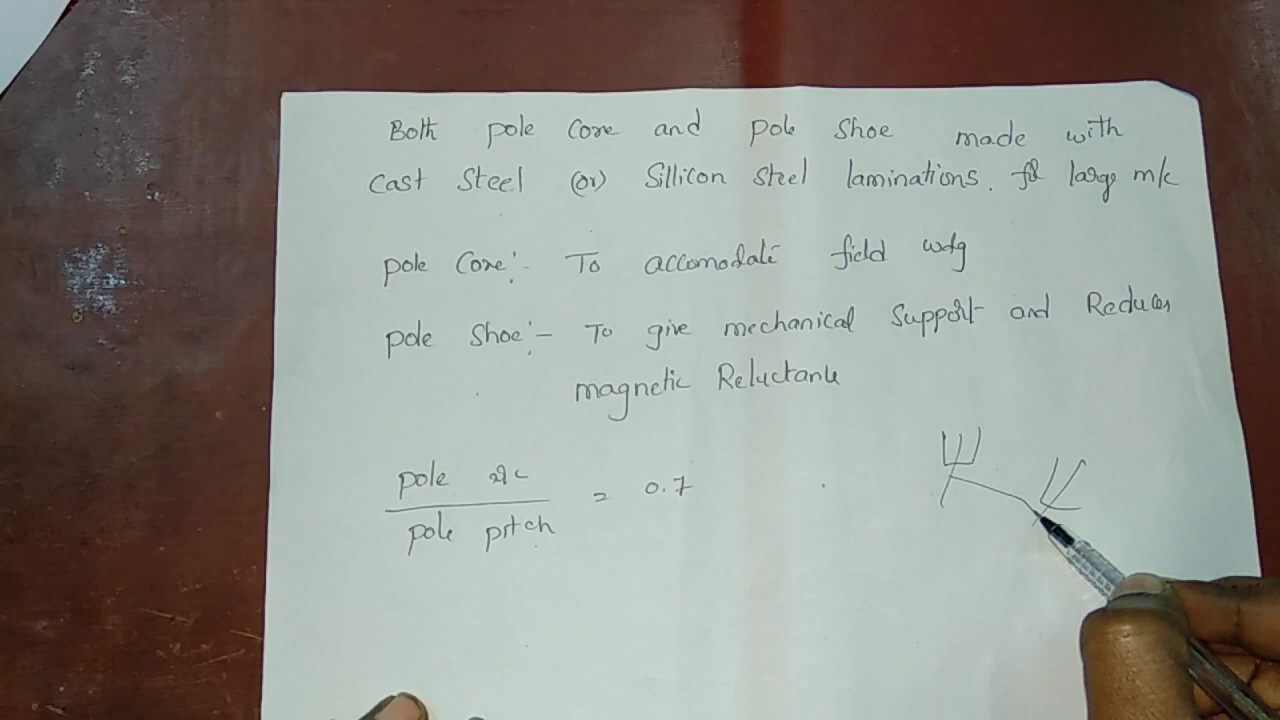 Both pole Core and pole Shoe made with
Cast Steel (or) Sillicon steel laminations. for large m/c
pole Core:- To accomodate field wdg
pole Shoe:- To give mechanical Support and Reduces
magnetic Reluctance
pole arc
= 0.7
pole pitch